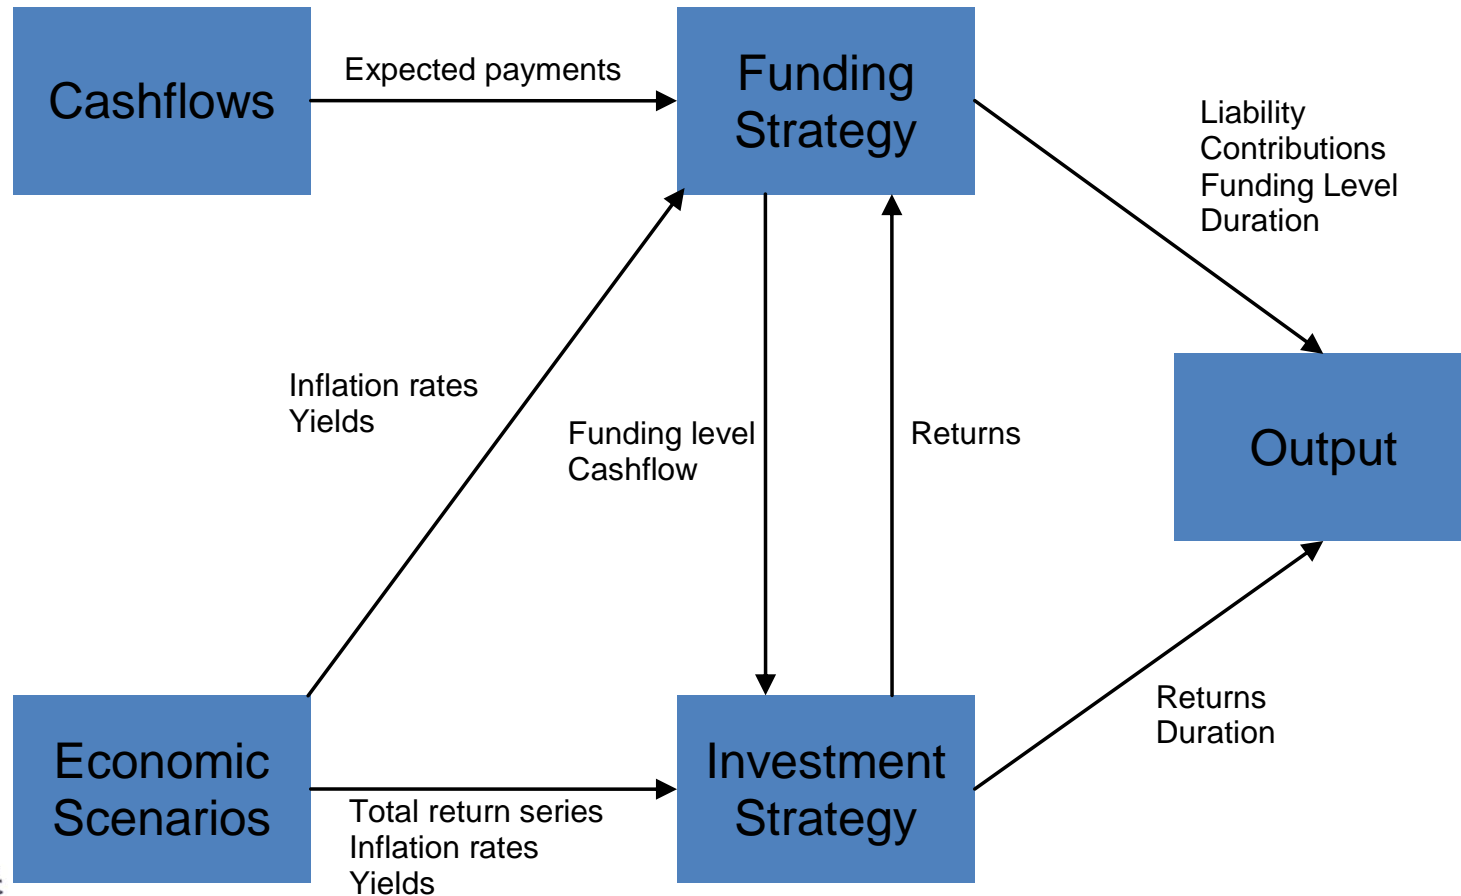 Cashflows
Expected payments
Funding
Strategy
Liability
Contributions
Funding Level
Duration
Inflation rates
Yields
Funding level
Cashflow
Returns
Output
Economic
Scenarios
Total return series
Inflation rates
Yields
Investment
Strategy
Returns
Duration